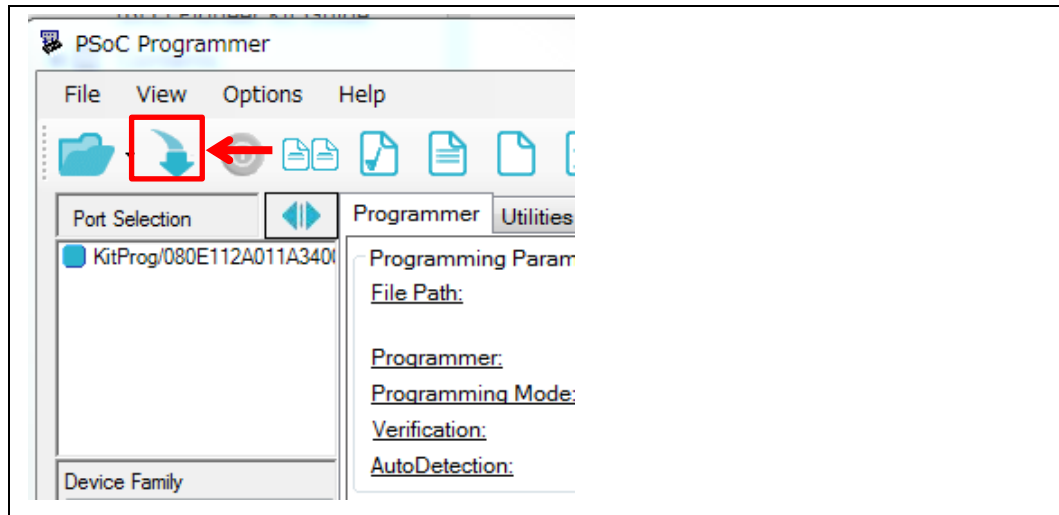 PSoC Programmer
File View Options Help
Port Selection
Programmer Utilities
KitProg/080E112A011A340
Programming Param
File Path:
Programmer:
Programming Mode:
Verification:
AutoDetection:
Device Family